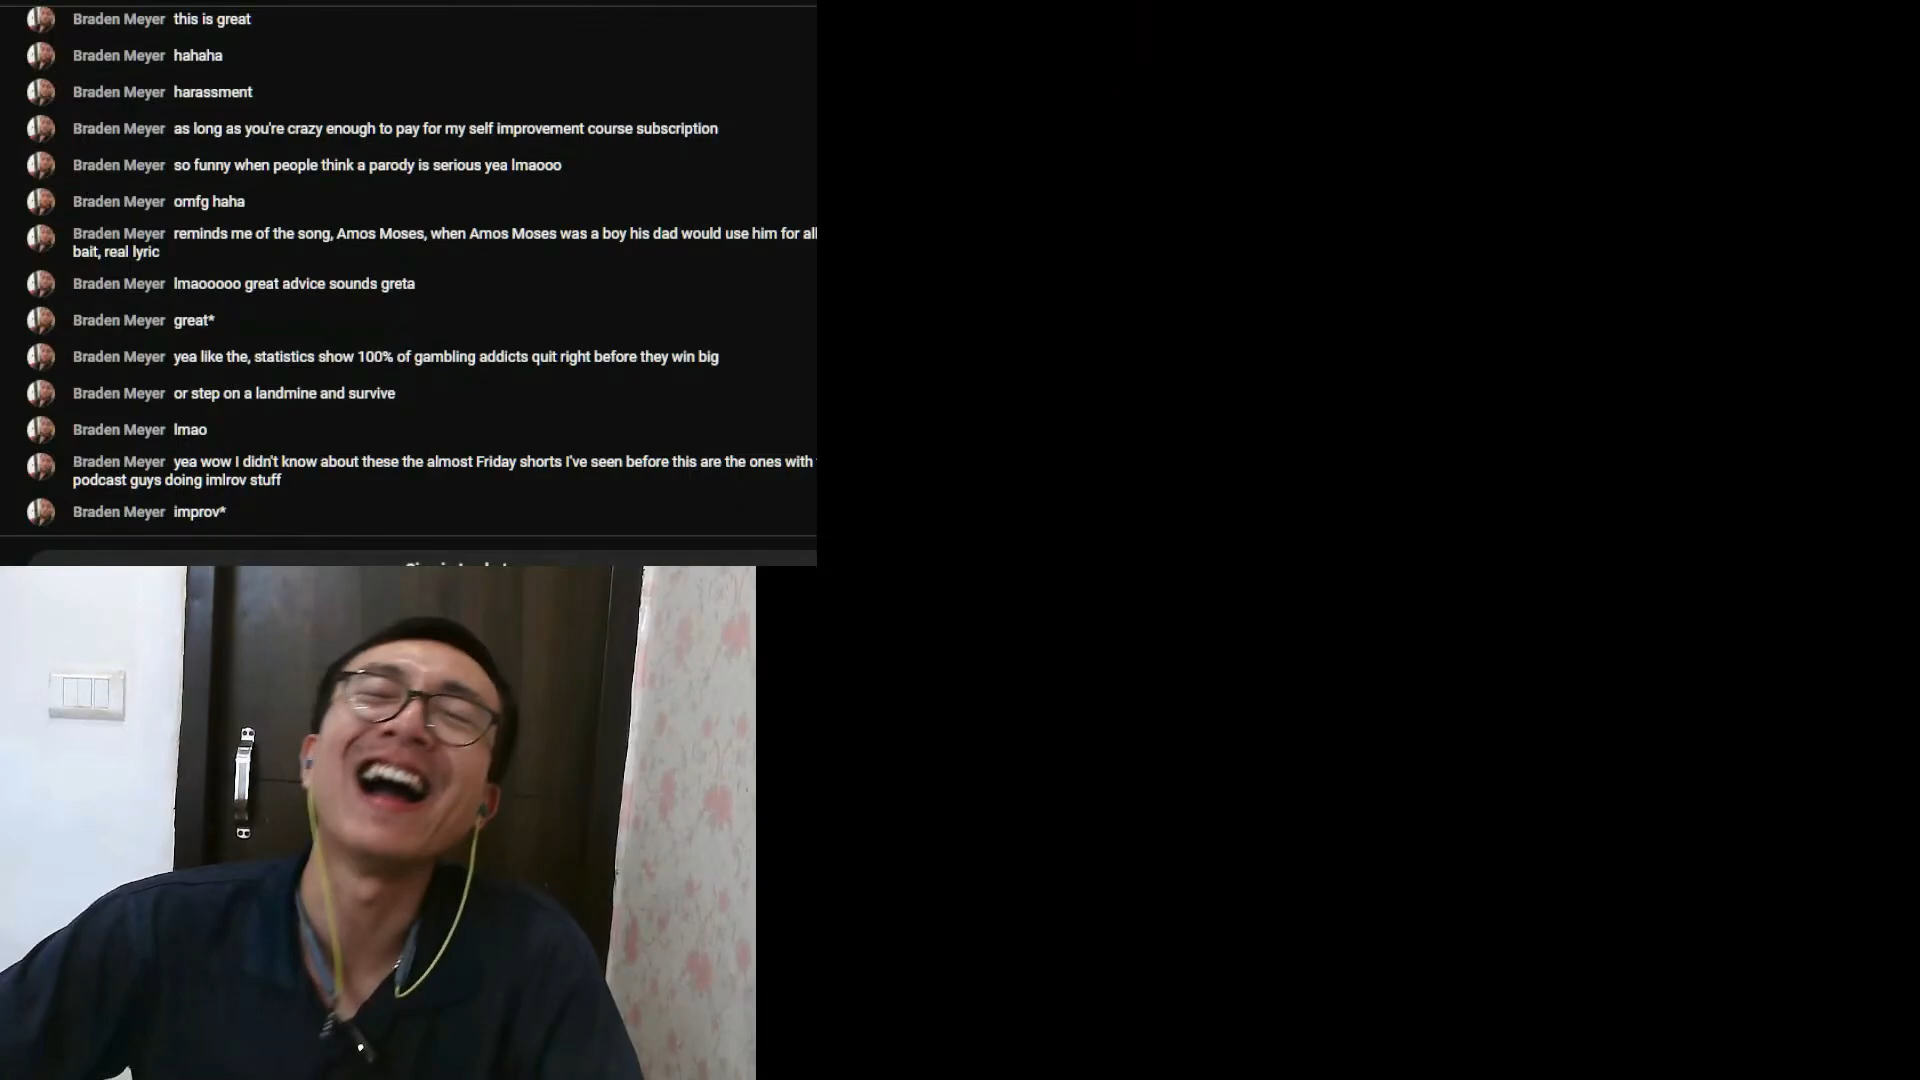 Braden Meyer this is great
Braden Meyer hahaha
Braden Meyer harassment
Braden Meyer as long as you're crazy enough to pay for my self improvement course subscription
Braden Meyer so funny when people think a parody is serious yea lmaooo
Braden Meyer omfg haha
Braden Meyer reminds me of the song, Amos Moses, when Amos Moses was a boy his dad would use him for
bait, real lyric
Braden Meyer lmaooooo great advice sounds greta
Braden Meyer great*
Braden Meyer yea like the, statistics show 100% of gambling addicts quit right before they win big
Braden Meyer or step on a landmine and survive
Braden Meyer lmao
Braden Meyer yea wow I didn't know about these the almost Friday shorts I've seen before this are the ones with
podcast guys doing imlrov stuff
Braden Meyer improv*